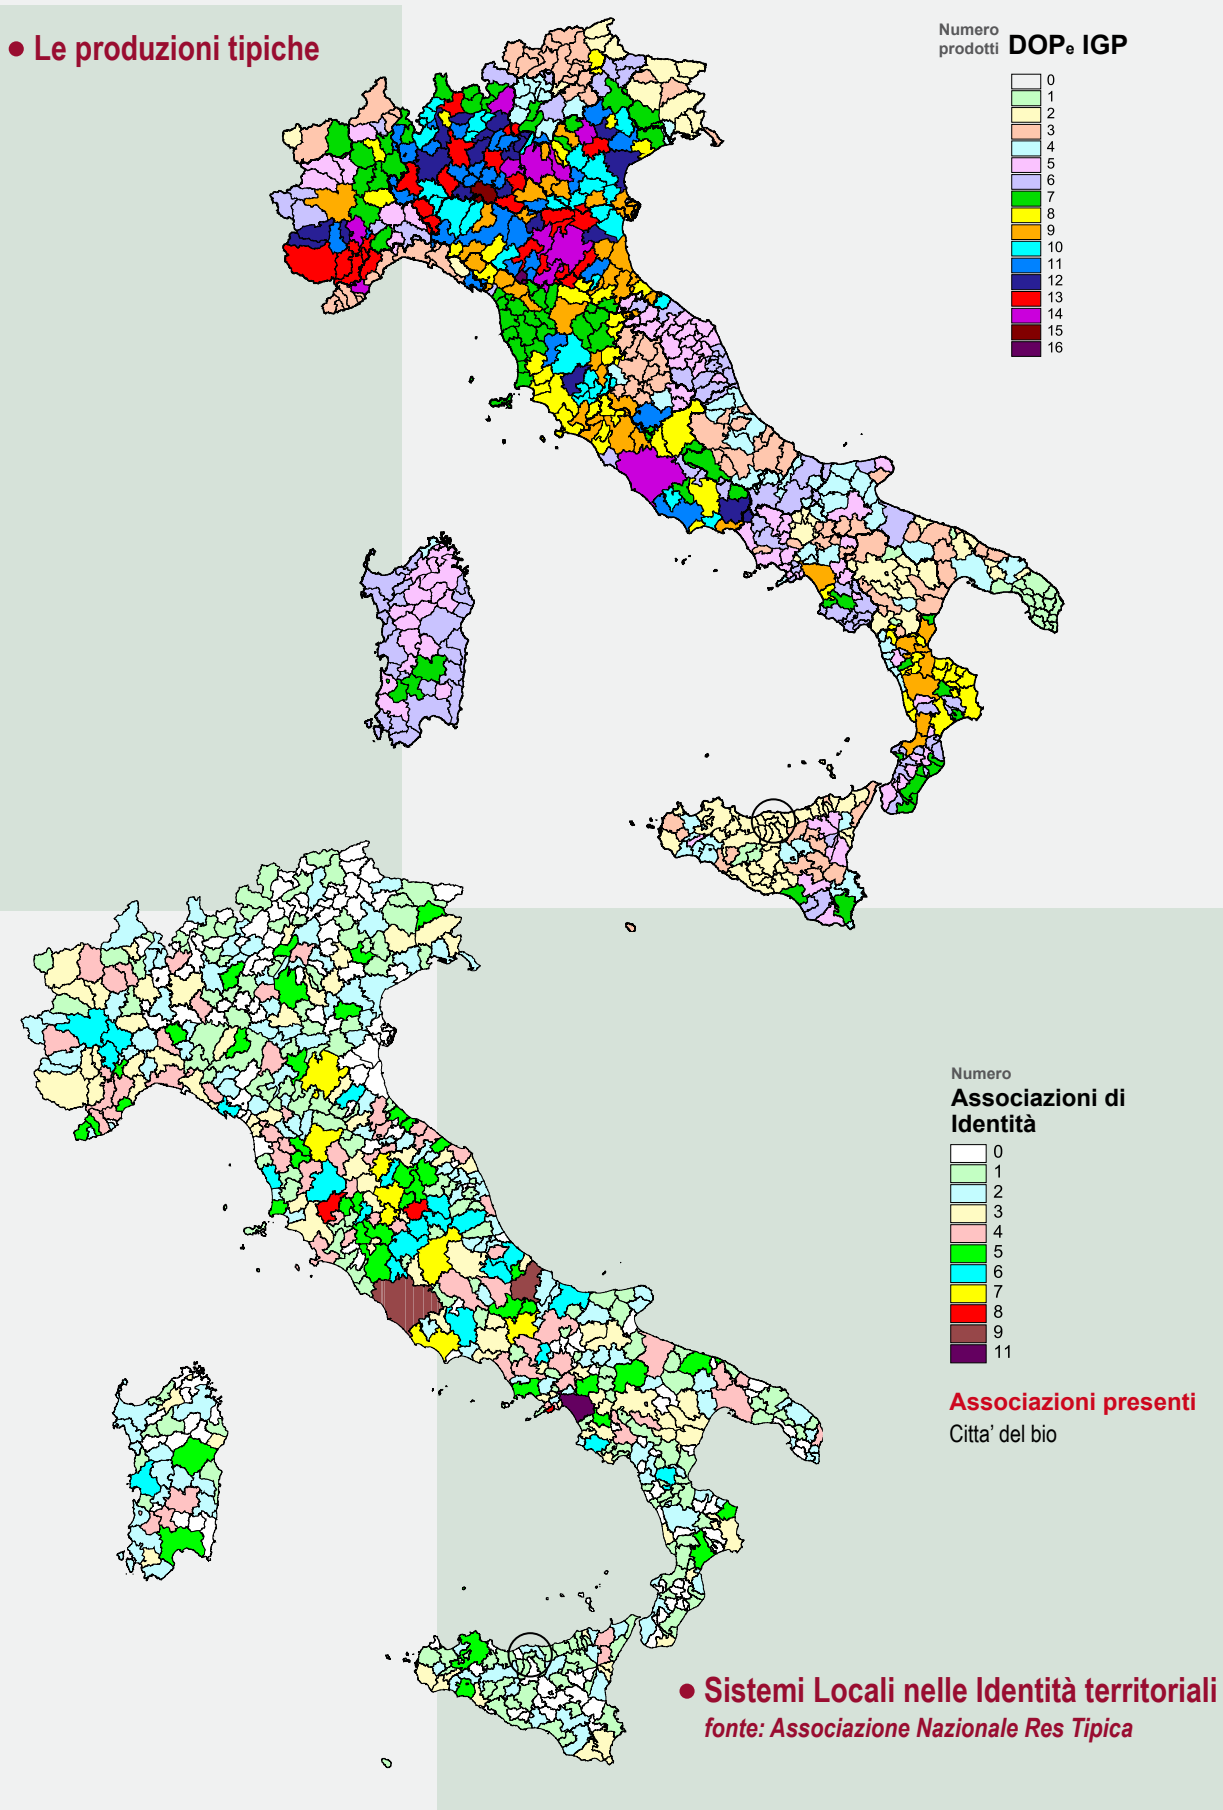 • Le produzioni tipiche
Numero
prodotti DOPe IGP
0
1
2
3
4
5
6
7
8
9
10
11
12
13
14
15
16
Numero
Associazioni di
Identità
0
1
2
3
4
5
6
7
8
9
11
Associazioni presenti
Citta' del bio
• Sistemi Locali nelle Identità territoriali
fonte: Associazione Nazionale Res Tipica